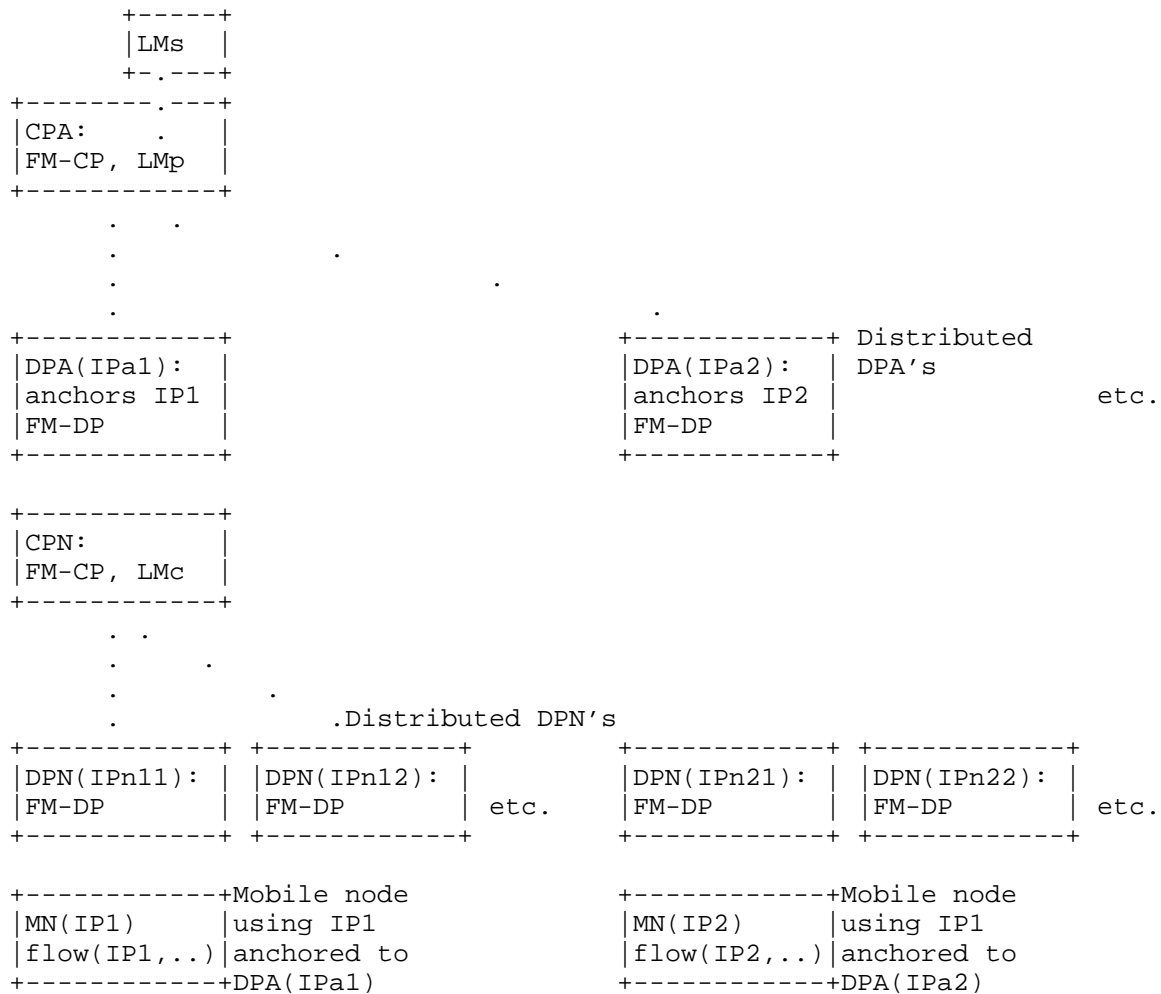 LMs
CPA:
FM-CP, LMp
Distributed
DPA(IPa1): DPA(IPa2): DPA's
anchors IP1 anchors IP2 etc.
FM-DP FM-DP
CPN:
FM-CP, LMc
Distributed DPN's
DPN(IPn11): DPN(IPn12): DPN(IPn21): DPN(IPn22):
FM-DP FM-DP etc. FM-DP FM-DP etc.
Mobile node Mobile node
MN(IP1) using IP1 MN(IP2) using IP1
flow(IP1,..) anchored to flow(IP2,..) anchored to
DPA(IPa1) DPA(IPa2)